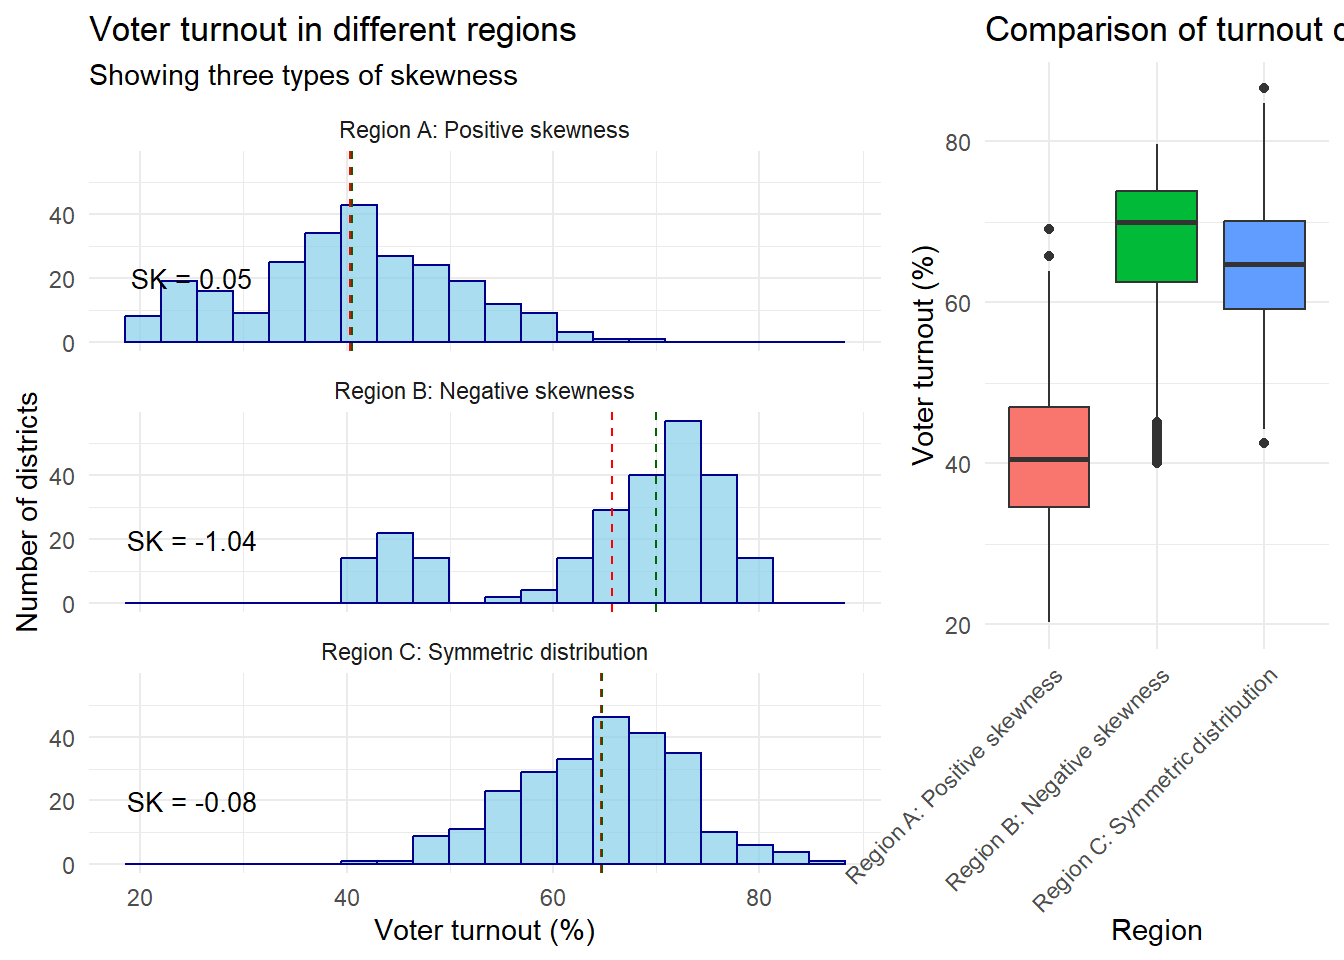 Voter turnout in different regions
Showing three types of skewness
Region A: Positive skewness
40
20
0
SK = 0.05
Region B: Negative skewness
40
20
0
SK = -1.04
Region C: Symmetric distribution
40
20
0
SK = -0.08
20 40 60 80
Voter turnout (%)
Number of districts
Comparison of turnout
80
60
40
20
Voter turnout (%)
Region A: Positive skewness
Region B: Negative skewness
Region C: Symmetric distribution
Region